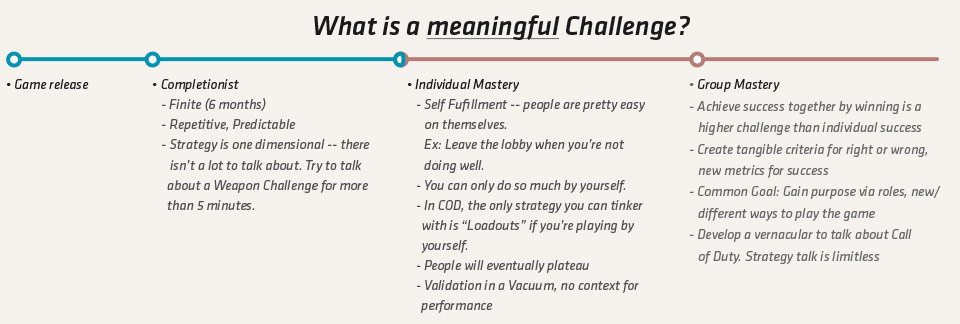 What is a meaningful Challenge?
• Game release
• Completionist
- Finite (6 months)
- Repetitive, Predictable
- Strategy is one dimensional -- there
isn't a lot to talk about. Try to talk
about a Weapon Challenge for more
than 5 minutes.
• Individual Mastery
- Self Fufillment -- people are pretty easy
on themselves.
Ex: Leave the lobby when you're not
doing well.
- You can only do so much by yourself.
- In COD, the only strategy you can tinker
with is "Loadouts" if you're playing by
yourself.
- People will eventually plateau
- Validation in a Vacuum, no context for
performance
• Group Mastery
- Achieve success together by winning is a
higher challenge than individual success
- Create tangible criteria for right or wrong,
new metrics for success
- Common Goal: Gain purpose via roles, new/
different ways to play the game
- Develop a vernacular to talk about Call
of Duty. Strategy talk is limitless